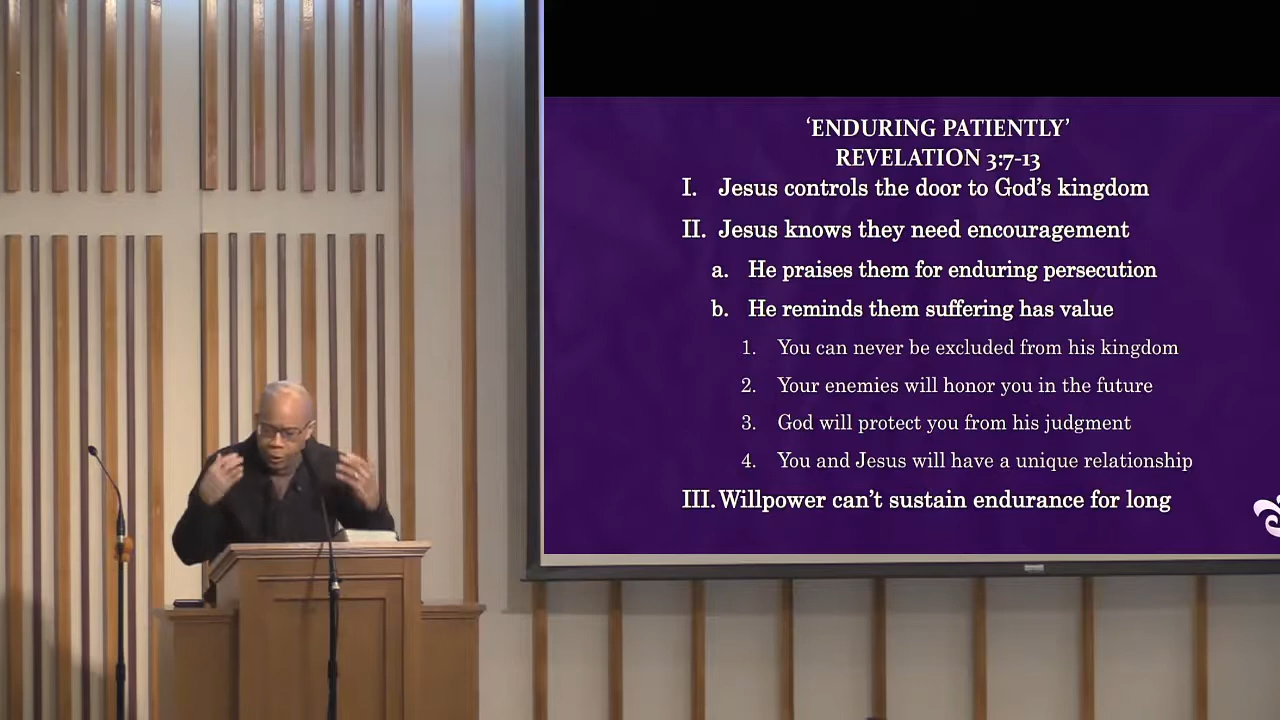 ‘ENDURING PATIENTLY’
REVELATION 3:7-13
I. Jesus controls the door to God’s kingdom
II. Jesus knows they need encouragement
a. He praises them for enduring persecution
b. He reminds them suffering has value
1. You can never be excluded from his kingdom
2. Your enemies will honor you in the future
3. God will protect you from his judgment
4. You and Jesus will have a unique relationship
III. Willpower can’t sustain endurance for long